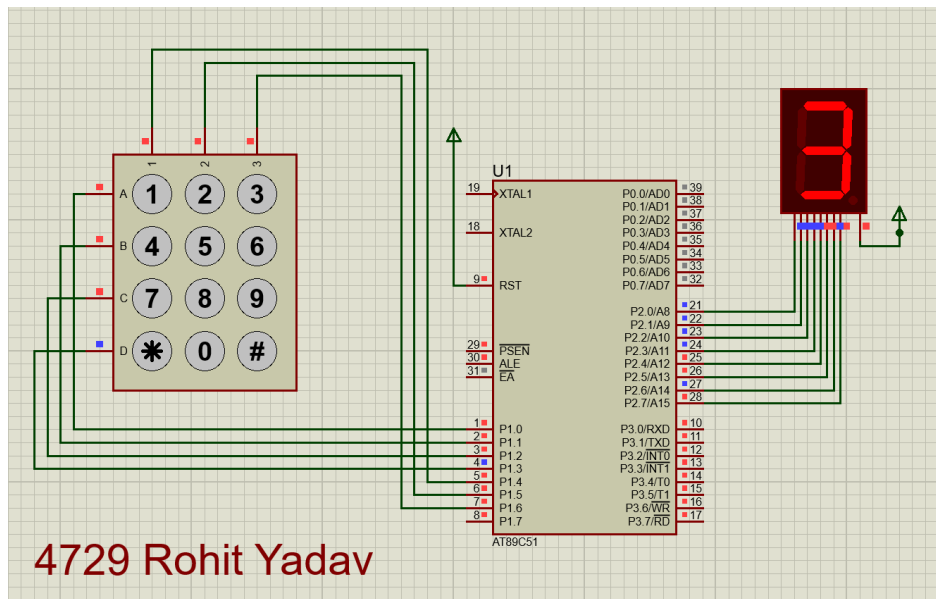 1 2 3
A 1 2 3
B 4 5 6
C 7 8 9
D * 0 #
U1
19 XTAL1
18 XTAL2
9 RST
29 PSEN
30 ALE
31 EA
1 P1.0
2 P1.1
3 P1.2
4 P1.3
5 P1.4
6 P1.5
7 P1.6
8 P1.7
P0.0/AD0 39
P0.1/AD1 38
P0.2/AD2 37
P0.3/AD3 36
P0.4/AD4 35
P0.5/AD5 34
P0.6/AD6 33
P0.7/AD7 32
P2.0/A8 21
P2.1/A9 22
P2.2/A10 23
P2.3/A11 24
P2.4/A12 25
P2.5/A13 26
P2.6/A14 27
P2.7/A15 28
P3.0/RXD 10
P3.1/TXD 11
P3.2/INT0 12
P3.3/INT1 13
P3.4/T0 14
P3.5/T1 15
P3.6/WR 16
P3.7/RD 17
AT89C51
3
4729 Rohit Yadav